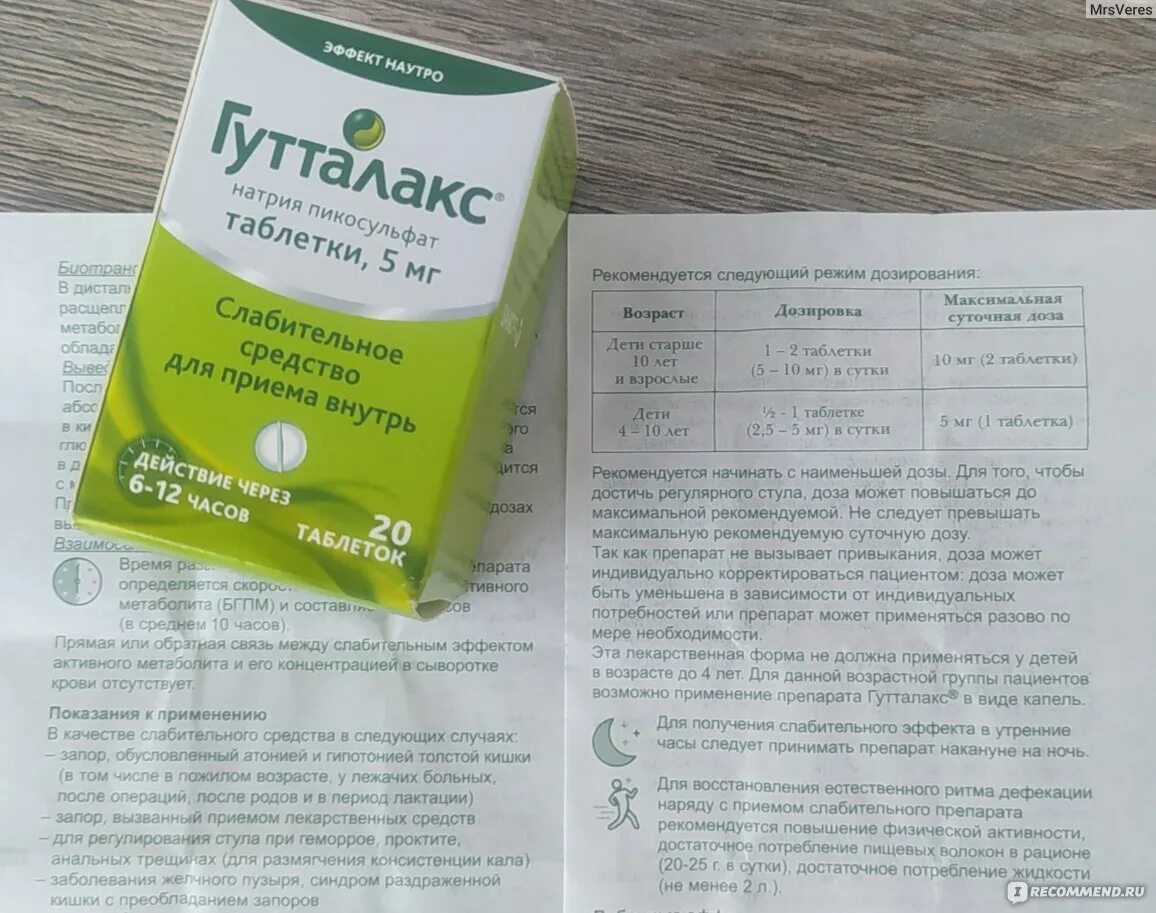 MrsVeres
ЭФФЕКТ НАУТРО
Гутталакс®
натрия пикосульфат
таблетки, 5 мг
Слабительное
средство
для приема внутрь
ДЕЙСТВИЕ ЧЕРЕЗ
6-12 ЧАСОВ
20
ТАБЛЕТОК
В
расщепл
метабол
облада
Вывед
Посл
абсо
в ки
глю
в д
с
дозах
Время
определяется
метаболита (БГПМ) и
(в среднем 10 часов).
Прямая или обратная связь между слабительным эффектом
активного метаболита и его концентрацией в сыворотке
крови отсутствует.
Показания к применению
В качестве слабительного средства в следующих случаях:
– запор, обусловленный атонией и гипотонией толстой кишки
(в том числе в пожилом возрасте, у лежачих больных,
после операций, после родов и в период лактации)
– запор, вызванный приемом лекарственных средств
– для регулирования стула при геморрое, проктите,
анальных трещинах (для размягчения консистенции кала)
– заболевания желчного пузыря, синдром раздраженной
кишки с преобладанием запоров
Рекомендуется следующий режим дозирования:
Возраст Дозировка Максимальная суточная доза
Дети старше 10 лет и взрослые 1 – 2 таблетки (5 – 10 мг) в сутки 10 мг (2 таблетки)
Дети 4 – 10 лет ½ - 1 таблетке (2,5 – 5 мг) в сутки 5 мг (1 таблетка)
Рекомендуется начинать с наименьшей дозы. Для того, чтобы
достичь регулярного стула, доза может повышаться до
максимальной рекомендуемой. Не следует превышать
максимальную рекомендуемую суточную дозу.
Так как препарат не вызывает привыкания, доза может
индивидуально корректироваться пациентом: доза может
быть уменьшена в зависимости от индивидуальных
потребностей или препарат может применяться разово по
мере необходимости.
Эта лекарственная форма не должна применяться у детей
в возрасте до 4 лет. Для данной возрастной группы пациентов
возможно применение препарата Гутталакс® в виде капель.
Для получения слабительного эффекта в утренние
часы следует принимать препарат накануне на ночь.
Для восстановления естественного ритма дефекации
наряду с приемом слабительного препарата
рекомендуется повышение физической активности,
достаточное потребление пищевых волокон в рационе
(20-25 г. в сутки), достаточное потребление жидкости
(не менее 2 л.).
IRECOMMEND.RU